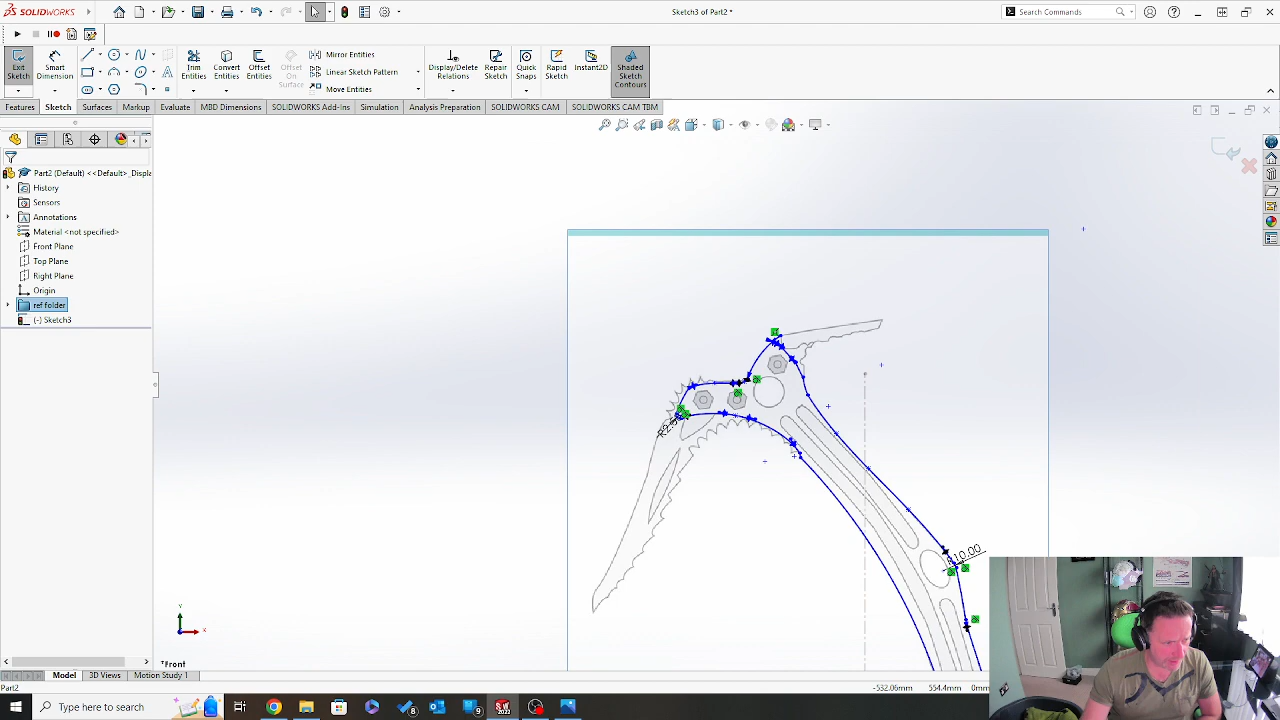 SOLIDWORKS
Sketch3 of Part2*
Search Commands
Exit Sketch
Smart Dimension
Trim Entities
Convert Entities
Offset Entities
Offset On Surface
Mirror Entities
Linear Sketch Pattern
Move Entities
Display/Delete Relations
Repair Sketch
Quick Snaps
Rapid Sketch
Instant2D
Shaded Sketch Contours
Features
Sketch
Surfaces
Markup
Evaluate
MBD Dimensions
SOLIDWORKS Add-Ins
Simulation
Analysis Preparation
SOLIDWORKS CAM
SOLIDWORKS CAM TBM
Part2 (Default) <<Default>_Displa
History
Sensors
Annotations
Material <not specified>
Front Plane
Top Plane
Right Plane
Origin
ref folder
(-) Sketch3
Y
X
*Front
Model
3D Views
Motion Study 1
Part2
-532.06mm
554.4mm
0mm
Type here to search